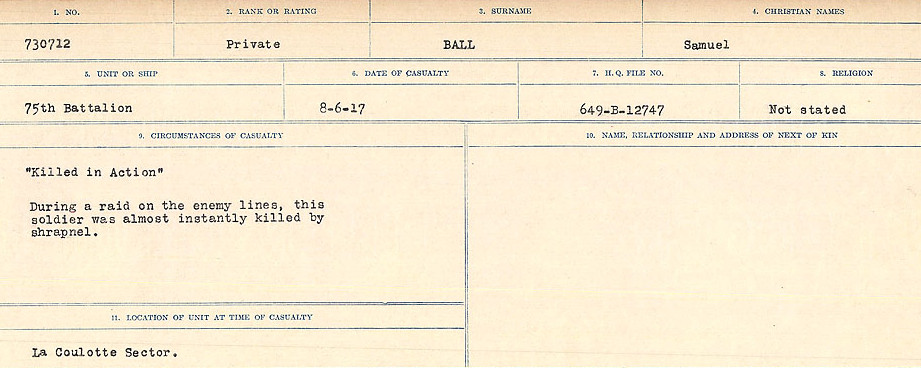 1. NO. 2. RANK OR RATING 3. SURNAME 4. CHRISTIAN NAMES
730712 Private BALL Samuel
5. UNIT OR SHIP 6. DATE OF CASUALTY 7. H. Q. FILE NO. 8. RELIGION
75th Battalion 8-6-17 649-B-12747 Not stated
9. CIRCUMSTANCES OF CASUALTY 10. NAME, RELATIONSHIP AND ADDRESS OF NEXT OF KIN
"Killed in Action"
During a raid on the enemy lines, this
soldier was almost instantly killed by
shrapnel.
11. LOCATION OF UNIT AT TIME OF CASUALTY
La Coulotte Sector.